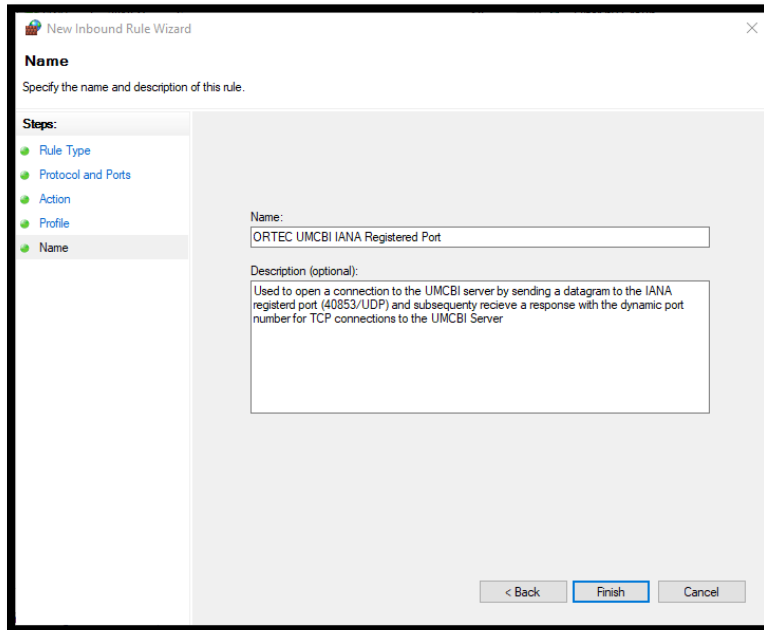 New Inbound Rule Wizard
Name
Specify the name and description of this rule.
Steps:
Rule Type
Protocol and Ports
Action
Profile
Name
Name:
ORTEC UMCBI IANA Registered Port
Description (optional):
Used to open a connection to the UMCBI server by sending a datagram to the IANA
registerd port (40853/UDP) and subsequenty recieve a response with the dynamic port
number for TCP connections to the UMCBI Server
< Back
Finish
Cancel